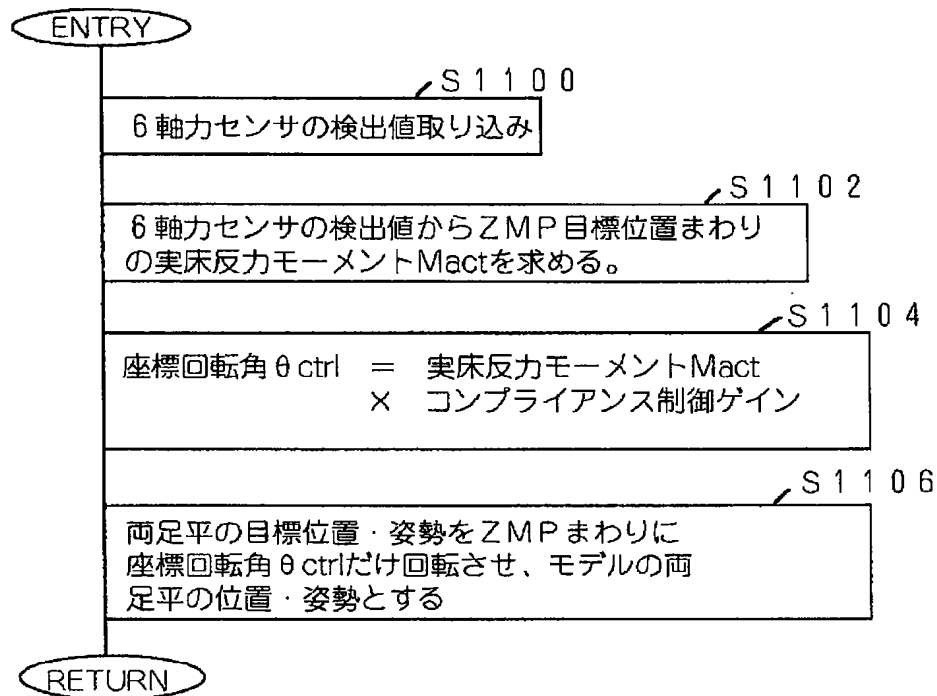 ENTRY
S1100
6軸力センサの検出値取り込み
S1102
6軸力センサの検出値からZMP目標位置まわり
の実床反力モーメントMactを求める。
S1104
座標回転角θctrl ＝ 実床反力モーメントMact
× コンプライアンス制御ゲイン
S1106
両足平の目標位置・姿勢をZMPまわりに
座標回転角θctrlだけ回転させ、モデルの両
足平の位置・姿勢とする
RETURN